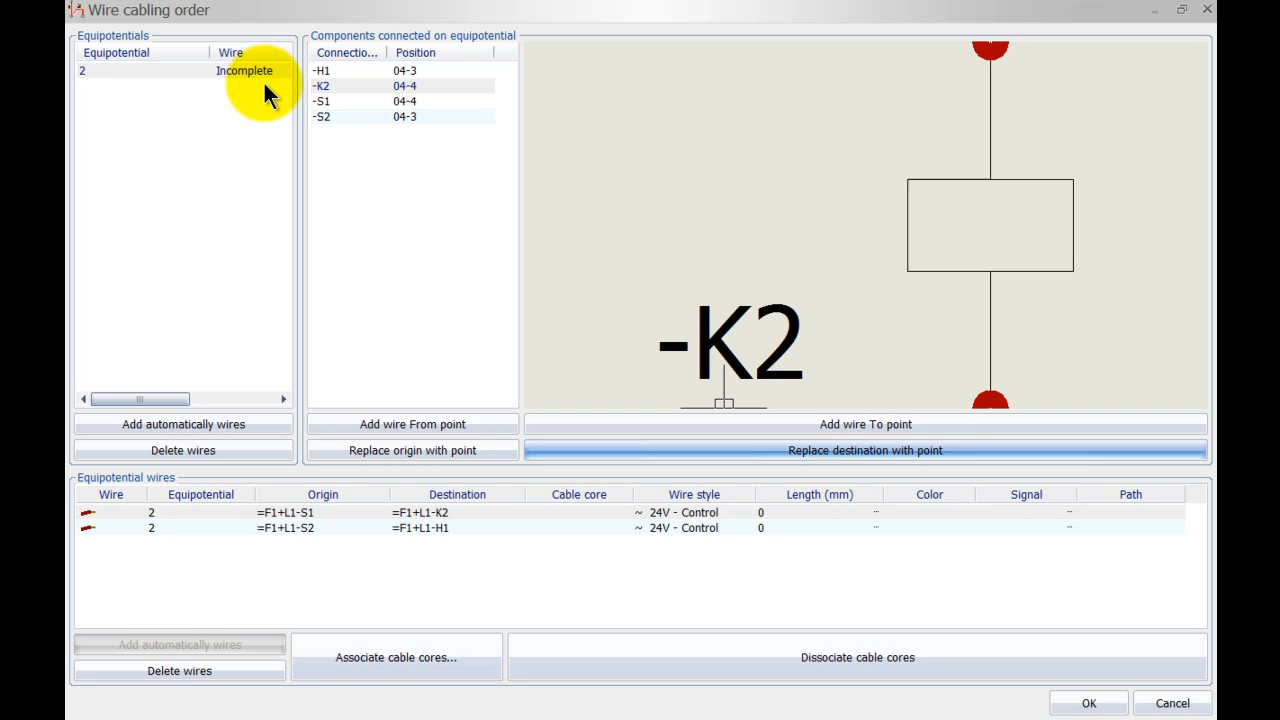 Wire cabling order
Equipotentials
Equipotential Wire
2 Incomplete
Components connected on equipotential
Connectio... Position
-H1 04-3
-K2 04-4
-S1 04-4
-S2 04-3
-K2
Add automatically wires
Delete wires
Add wire From point
Replace origin with point
Add wire To point
Replace destination with point
Equipotential wires
Wire Equipotential Origin Destination Cable core Wire style Length (mm) Color Signal Path
2 =F1+L1-S1 =F1+L1-K2 ~ 24V - Control 0 ... ...
2 =F1+L1-S2 =F1+L1-H1 ~ 24V - Control 0 ... ...
Add automatically wires
Delete wires
Associate cable cores...
Dissociate cable cores
OK Cancel